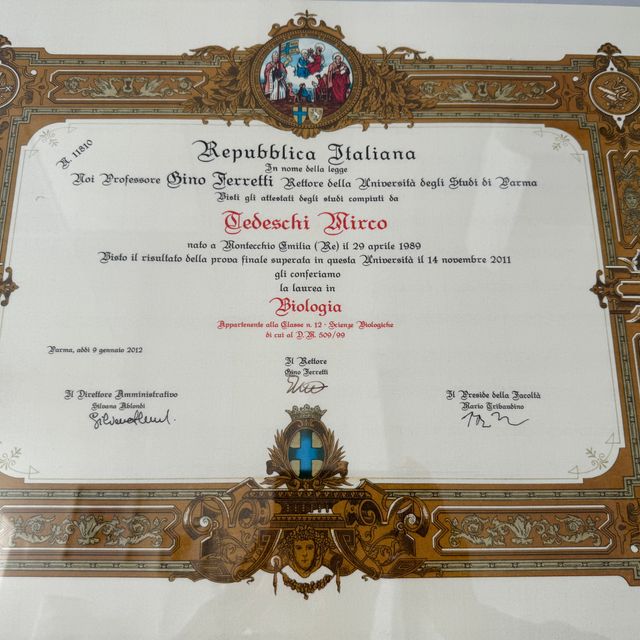 N 11810
Repubblica Italiana
In nome della legge
Noi Professore Gino Ferretti Rettore della Università degli Studi di Parma
Visti gli attestati degli studi compiuti da
Tedeschi Mirco
nato a Montecchio Emilia (Re) il 29 aprile 1989
Visto il risultato della prova finale superata in questa Università il 14 novembre 2011
gli conferiamo
la laurea in
Biologia
Appartenente alla Classe n. 12 - Scienze Biologiche
di cui al D.M. 509/99
Parma, addì 9 gennaio 2012
Il Rettore
Gino Ferretti
Il Direttore Amministrativo
Silvana Ablondi
Il Preside della Facoltà
Mario Tribaudino